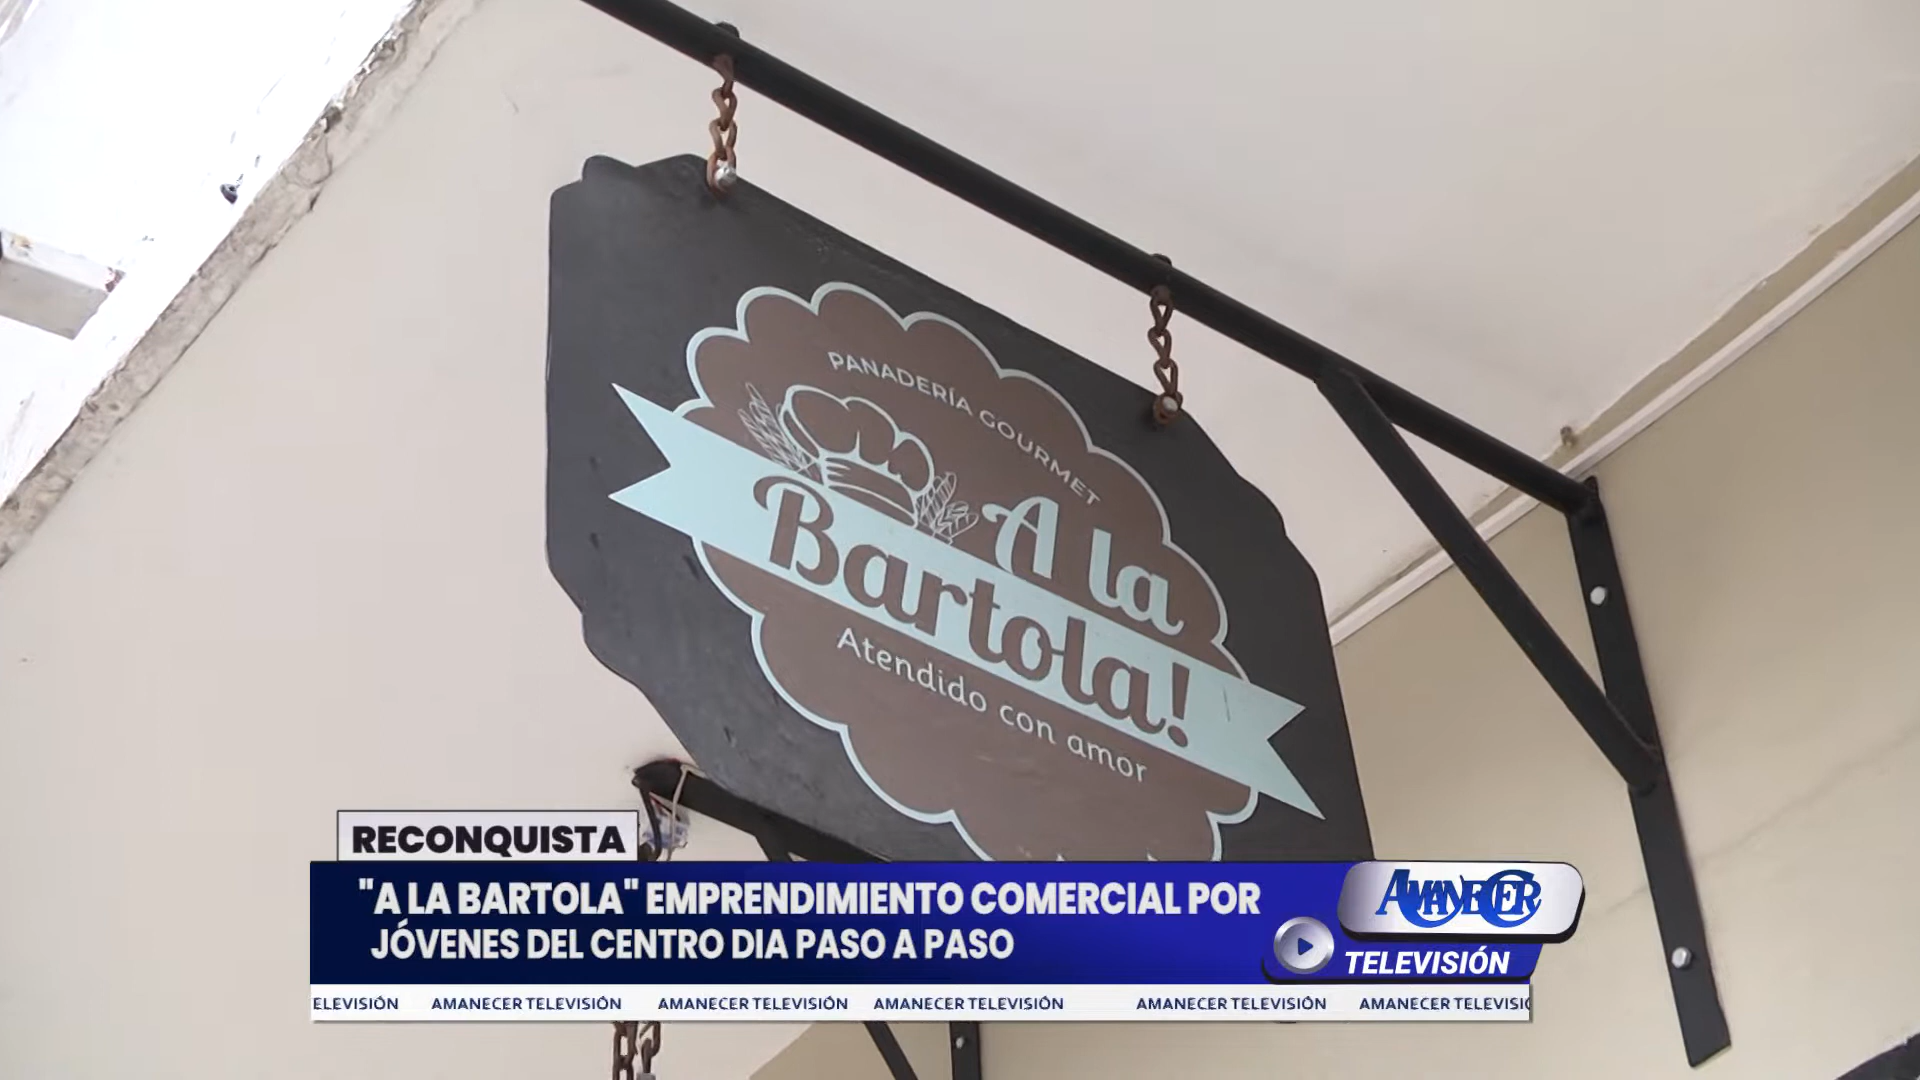 PANADERÍA GOURMET
A la
Bartola!
Atendido con amor
RECONQUISTA
"A LA BARTOLA" EMPRENDIMIENTO COMERCIAL POR
JÓVENES DEL CENTRO DIA PASO A PASO
AMANECER
TELEVISIÓN
ELEVISIÓN AMANECER TELEVISIÓN AMANECER TELEVISIÓN AMANECER TELEVISIÓN AMANECER TELEVISIÓN AMANECER TELEVISIÓ